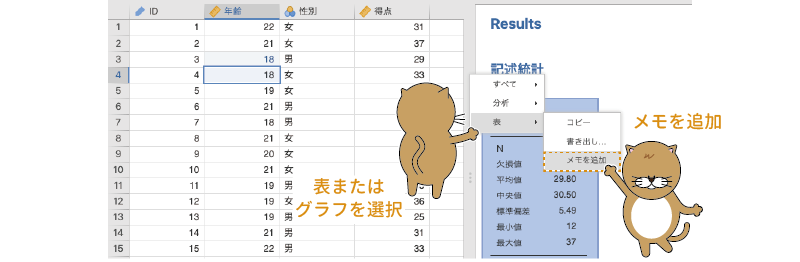 ID 年齢 性別 得点
1 1 22 女 31
2 2 21 女 37
3 3 18 男 29
4 4 18 女 33
5 5 19 女
6 6 21 男
7 7 18 男
8 8 21 女
9 9 20 女
10 10 21 女
11 11 19 男
12 12 19 女 36
13 13 19 男 25
14 14 21 男 31
15 15 22 男 33
表または
グラフを選択
Results
記述統計
すべて
分析
表
コピー
書き出し...
メモを追加
メモを追加
N
欠損値
平均値 29.80
中央値 30.50
標準偏差 5.49
最小値 12
最大値 37